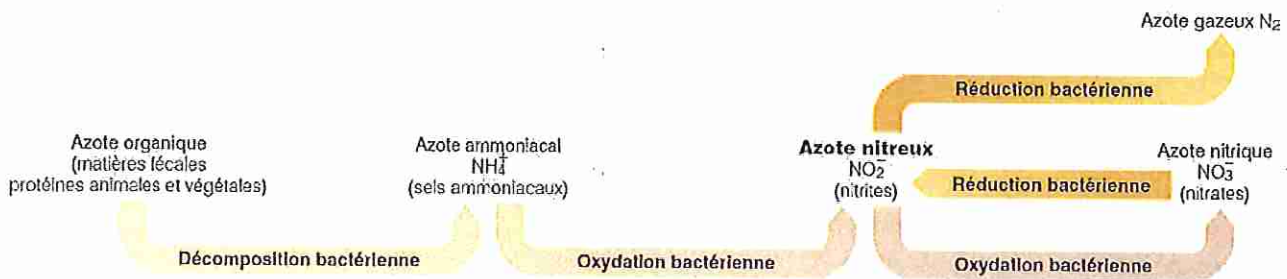 Azote gazeux N₂
Réduction bactérienne
Azote organique
(matières fécales
protéines animales et végétales)
Azote ammoniacal
NH₄⁺
(sels ammoniacaux)
Azote nitreux
NO₂⁻
(nitrites)
Réduction bactérienne
Azote nitrique
NO₃⁻
(nitrates)
Décomposition bactérienne
Oxydation bactérienne
Oxydation bactérienne